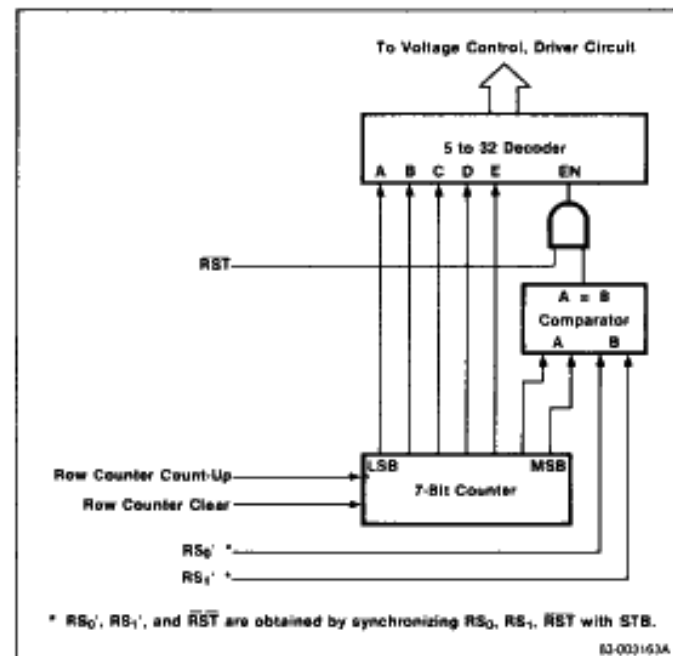 To Voltage Control, Driver Circuit
5 to 32 Decoder
A B C D E EN
RST
A = B
Comparator
A B
LSB MSB
7-Bit Counter
Row Counter Count-Up
Row Counter Clear
RS₀' *
RS₁' *
* RS₀', RS₁', and RST are obtained by synchronizing RS₀, RS₁, RST with STB.
83-003163A